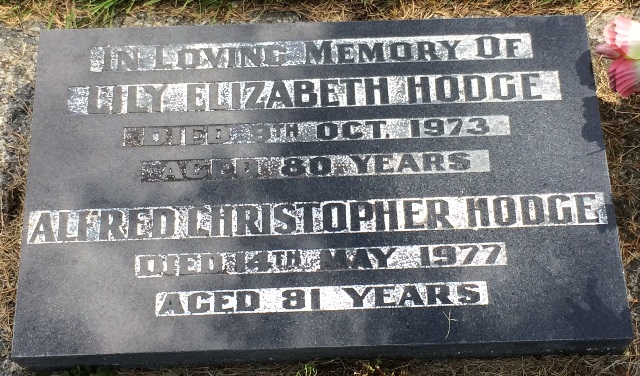 IN LOVING MEMORY OF
LILY ELIZABETH HODGE
DIED 9TH OCT. 1973
AGED 80 YEARS
ALFRED CHRISTOPHER HODGE
DIED 14TH MAY 1977
AGED 81 YEARS